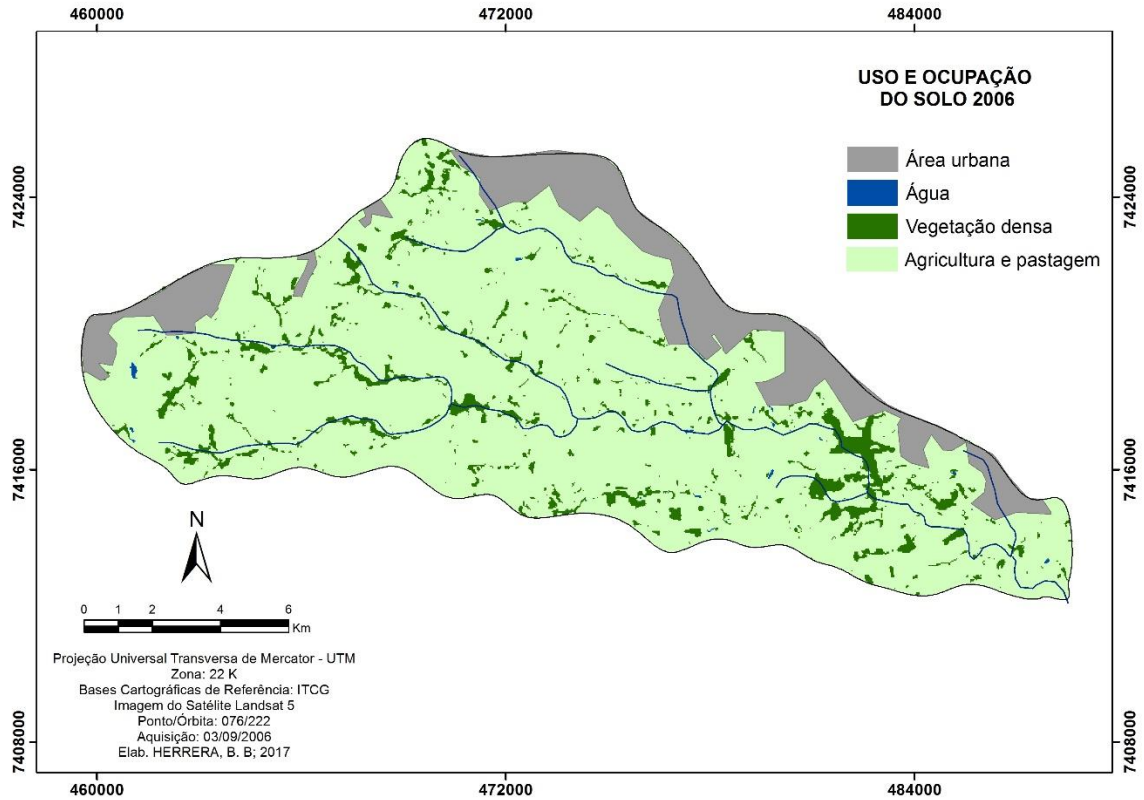 460000
472000
484000
USO E OCUPAÇÃO
DO SOLO 2006
Área urbana
Água
Vegetação densa
Agricultura e pastagem
7424000
7424000
7416000
7416000
N
0 1 2 4 6
Km
Projeção Universal Transversa de Mercator - UTM
Zona: 22 K
Bases Cartográficas de Referência: ITCG
Imagem do Satélite Landsat 5
Ponto/Órbita: 076/222
Aquisição: 03/09/2006
Elab. HERRERA, B. B; 2017
7408000
7408000
460000
472000
484000